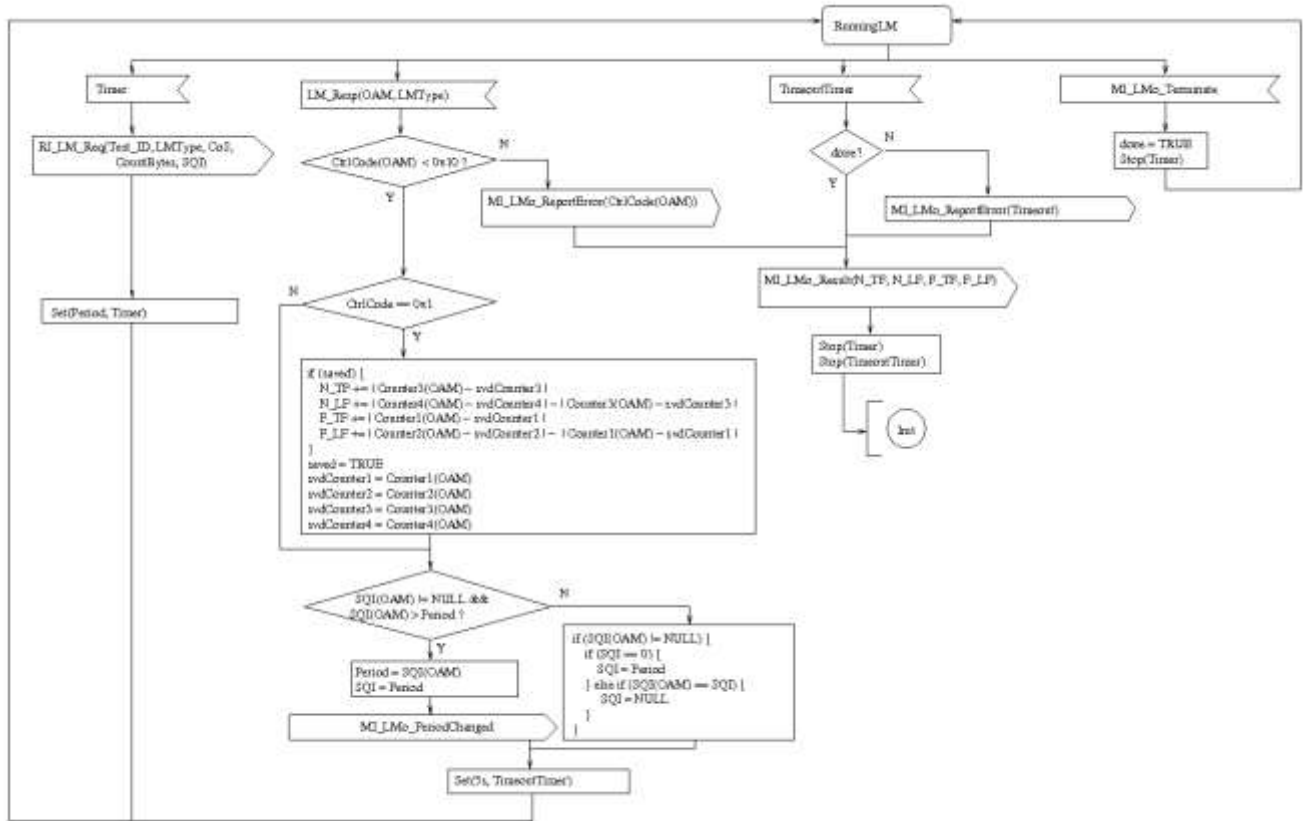 RunningLM
Timer
LM_Resp(OAM, LMType)
TimeoutTimer
MI_LMo_Terminate
RI_LM_Req(Test_ID, LMType, CoS,
CountBytes, SQI)
CtrlCode(OAM) < 0x10 ?
N
Y
done?
N
Y
done = TRUE
Stop(Timer)
MI_LMo_ReportError(CtrlCode(OAM))
MI_LMo_ReportError(Timeout)
MI_LMo_Result(N_TF, N_LF, F_TF, F_LF)
N
CtrlCode == 0x1
Y
Set(Period, Timer)
Stop(Timer)
Stop(TimeoutTimer)
Init
if (saved) {
N_TF += | Counter3(OAM) – svdCounter3 |
N_LF += | Counter4(OAM) – svdCounter4 | – | Counter3(OAM) – svdCounter3 |
F_TF += | Counter1(OAM) – svdCounter1 |
F_LF += | Counter2(OAM) – svdCounter2 | – | Counter1(OAM) – svdCounter1 |
}
saved = TRUE
svdCounter1 = Counter1(OAM)
svdCounter2 = Counter2(OAM)
svdCounter3 = Counter3(OAM)
svdCounter4 = Counter4(OAM)
SQI(OAM) != NULL &&
SQI(OAM) > Period ?
N
Y
Period = SQI(OAM)
SQI = Period
if (SQI(OAM) != NULL) {
if (SQI == 0) {
SQI = Period
} else if (SQI(OAM) == SQI) {
SQI = NULL
}
}
MI_LMo_PeriodChanged
Set(5s, TimeoutTimer)